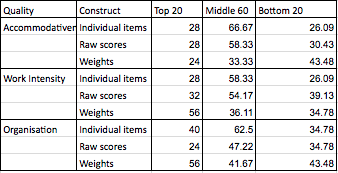 Quality Construct Top 20 Middle 60 Bottom 20
Accommodativen Individual items 28 66.67 26.09
Raw scores 28 58.33 30.43
Weights 24 33.33 43.48
Work Intensity Individual items 28 58.33 26.09
Raw scores 32 54.17 39.13
Weights 56 36.11 34.78
Organisation Individual items 40 62.5 34.78
Raw scores 24 47.22 34.78
Weights 56 41.67 43.48